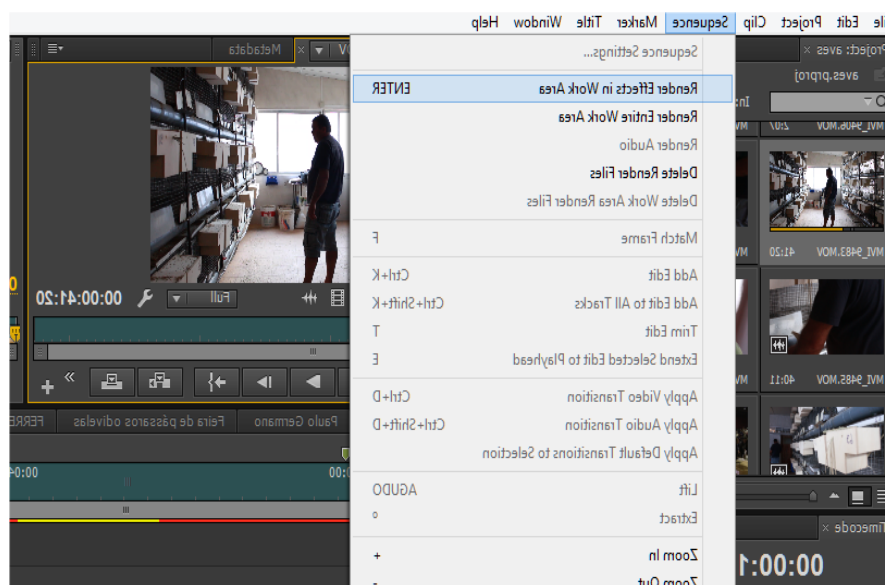 File Edit Project Clip Sequence Marker Title Window Help
Project: aves ×
aves.prproj
In:
MVI_9406.MOV 2:07
MVI_9483.MOV 41:20
MVI_9485.MOV 40:11
Timecode ×
00:00:1
Sequence Settings...
Render Effects in Work Area ENTER
Render Entire Work Area
Render Audio
Delete Render Files
Delete Work Area Render Files
Match Frame F
Add Edit Ctrl+K
Add Edit to All Tracks Ctrl+Shift+K
Trim Edit T
Extend Selected Edit to Playhead E
Apply Video Transition Ctrl+D
Apply Audio Transition Ctrl+Shift+D
Apply Default Transitions to Selection
Lift AGUDO
Extract º
Zoom In +
Zoom Out -
Metadata
Full
00:00:41:20
Paulo Germano
Feira de pássaros odivelas
FERRE